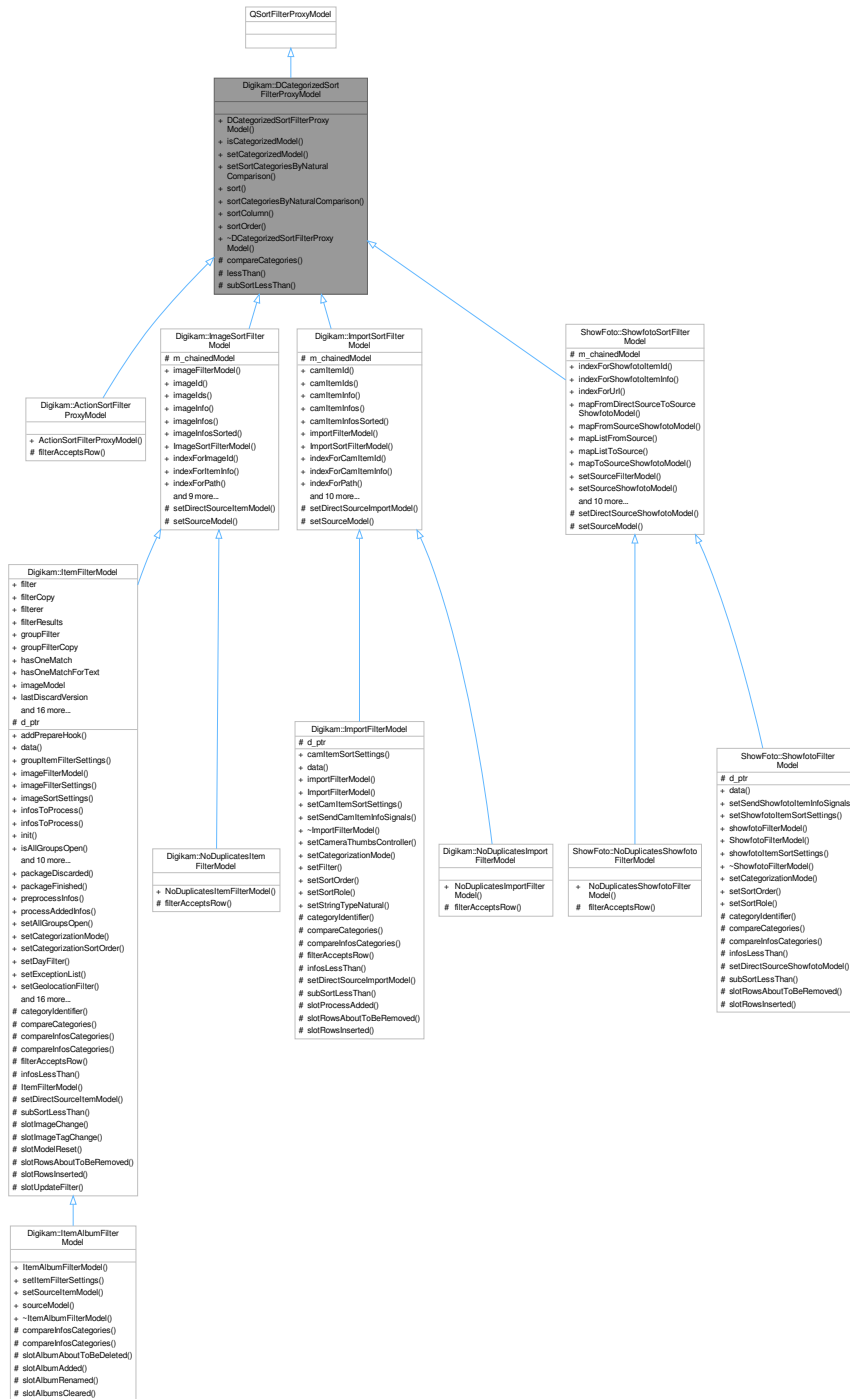 QSortFilterProxyModel
Digikam::DCategorizedSort
FilterProxyModel
+ DCategorizedSortFilterProxy
Model()
+ isCategorizedModel()
+ setCategorizedModel()
+ setSortCategoriesByNatural
Comparison()
+ sort()
+ sortCategoriesByNaturalComparison()
+ sortColumn()
+ sortOrder()
+ ~DCategorizedSortFilterProxy
Model()
# compareCategories()
# lessThan()
# subSortLessThan()
Digikam::ActionSortFilter
ProxyModel
+ ActionSortFilterProxyModel()
# filterAcceptsRow()
Digikam::ImageSortFilter
Model
# m_chainedModel
+ imageFilterModel()
+ imageId()
+ imageIds()
+ imageInfo()
+ imageInfos()
+ imageInfosSorted()
+ ImageSortFilterModel()
+ indexForImageId()
+ indexForItemInfo()
+ indexForPath()
and 9 more...
# setDirectSourceItemModel()
# setSourceModel()
Digikam::ImportSortFilter
Model
# m_chainedModel
+ camItemId()
+ camItemIds()
+ camItemInfo()
+ camItemInfos()
+ camItemInfosSorted()
+ importFilterModel()
+ ImportSortFilterModel()
+ indexForCamItemId()
+ indexForCamItemInfo()
+ indexForPath()
and 10 more...
# setDirectSourceImportModel()
# setSourceModel()
ShowFoto::ShowfotoSortFilter
Model
# m_chainedModel
+ indexForShowfotoItemId()
+ indexForShowfotoItemInfo()
+ indexForUrl()
+ mapFromDirectSourceToSource
ShowfotoModel()
+ mapFromSourceShowfotoModel()
+ mapListFromSource()
+ mapListToSource()
+ mapToSourceShowfotoModel()
+ setSourceFilterModel()
+ setSourceShowfotoModel()
and 10 more...
# setDirectSourceShowfotoModel()
# setSourceModel()
Digikam::ItemFilterModel
+ filter
+ filterCopy
+ filterer
+ filterResults
+ groupFilter
+ groupFilterCopy
+ hasOneMatch
+ hasOneMatchForText
+ imageModel
+ lastDiscardVersion
and 16 more...
# d_ptr
+ addPrepareHook()
+ data()
+ groupItemFilterSettings()
+ imageFilterModel()
+ imageFilterSettings()
+ imageSortSettings()
+ infosToProcess()
+ infosToProcess()
+ init()
+ isAllGroupsOpen()
and 10 more...
+ packageDiscarded()
+ packageFinished()
+ preprocessInfos()
+ processAddedInfos()
+ setAllGroupsOpen()
+ setCategorizationMode()
+ setCategorizationSortOrder()
+ setDayFilter()
+ setExceptionList()
+ setGeolocationFilter()
and 16 more...
# categoryIdentifier()
# compareCategories()
# compareInfosCategories()
# compareInfosCategories()
# filterAcceptsRow()
# infosLessThan()
# ItemFilterModel()
# setDirectSourceItemModel()
# subSortLessThan()
# slotImageChange()
# slotImageTagChange()
# slotModelReset()
# slotRowsAboutToBeRemoved()
# slotRowsInserted()
# slotUpdateFilter()
Digikam::NoDuplicatesItem
FilterModel
+ NoDuplicatesItemFilterModel()
# filterAcceptsRow()
Digikam::ImportFilterModel
# d_ptr
+ camItemSortSettings()
+ data()
+ importFilterModel()
+ ImportFilterModel()
+ setCamItemSortSettings()
+ setSendCamItemInfoSignals()
+ ~ImportFilterModel()
+ setCameraThumbsController()
+ setCategorizationMode()
+ setFilter()
+ setSortOrder()
+ setSortRole()
+ setStringTypeNatural()
# categoryIdentifier()
# compareCategories()
# compareInfosCategories()
# filterAcceptsRow()
# infosLessThan()
# setDirectSourceImportModel()
# subSortLessThan()
# slotProcessAdded()
# slotRowsAboutToBeRemoved()
# slotRowsInserted()
Digikam::NoDuplicatesImport
FilterModel
+ NoDuplicatesImportFilter
Model()
# filterAcceptsRow()
ShowFoto::NoDuplicatesShowfoto
FilterModel
+ NoDuplicatesShowfotoFilter
Model()
# filterAcceptsRow()
ShowFoto::ShowfotoFilter
Model
# d_ptr
+ data()
+ setSendShowfotoItemInfoSignals
+ setShowfotoItemSortSettings()
+ showfotoFilterModel()
+ ShowfotoFilterModel()
+ showfotoItemSortSettings()
+ ~ShowfotoFilterModel()
+ setCategorizationMode()
+ setSortOrder()
+ setSortRole()
# categoryIdentifier()
# compareCategories()
# compareInfosCategories()
# infosLessThan()
# setDirectSourceShowfotoModel()
# subSortLessThan()
# slotRowsAboutToBeRemoved()
# slotRowsInserted()
Digikam::ItemAlbumFilter
Model
+ ItemAlbumFilterModel()
+ setItemFilterSettings()
+ setSourceItemModel()
+ sourceModel()
+ ~ItemAlbumFilterModel()
# compareInfosCategories()
# compareInfosCategories()
# slotAlbumAboutToBeDeleted()
# slotAlbumAdded()
# slotAlbumRenamed()
# slotAlbumsCleared()